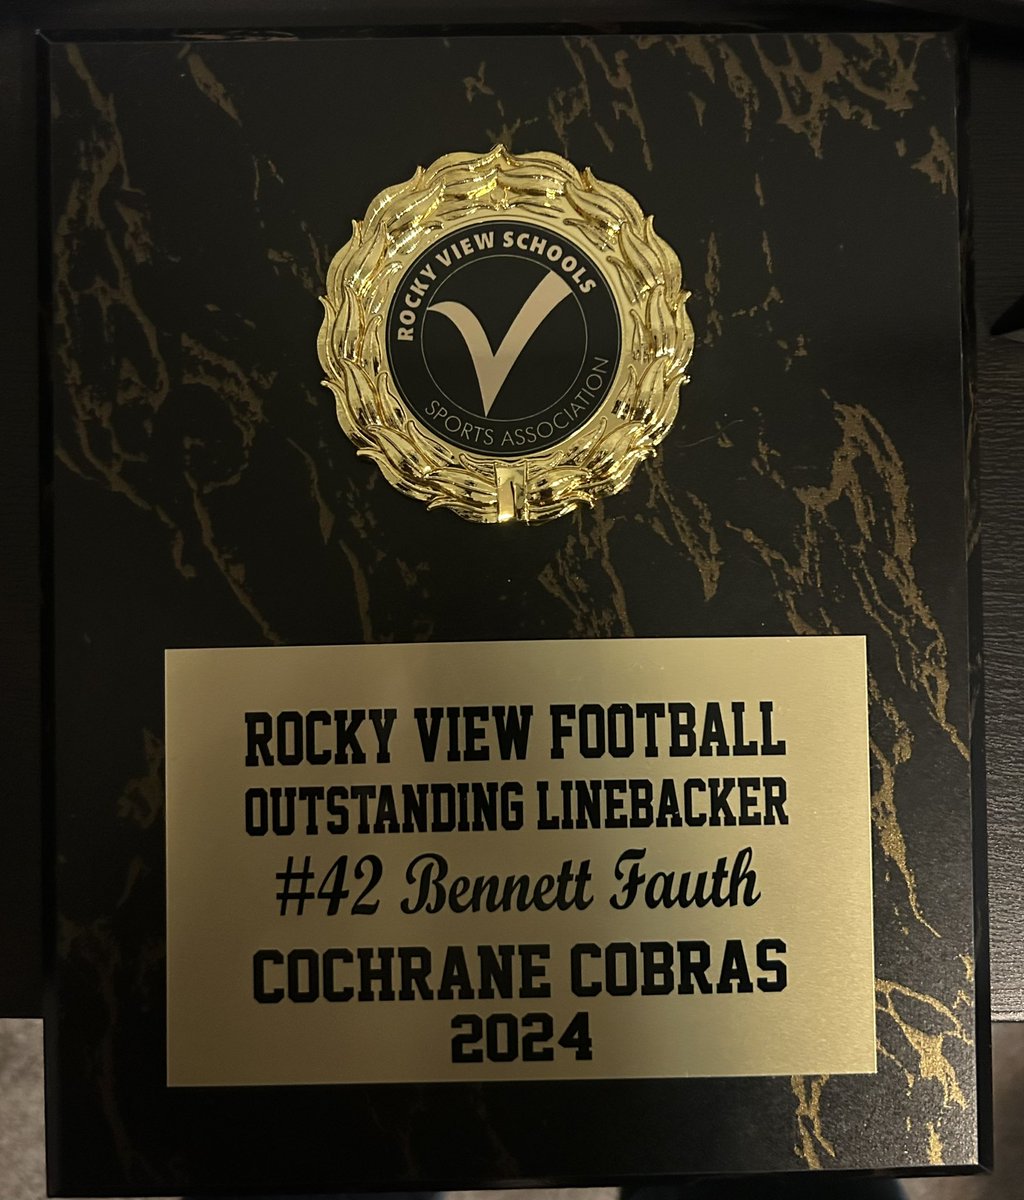 ROCKY VIEW SCHOOLS
SPORTS ASSOCIATION
ROCKY VIEW FOOTBALL
OUTSTANDING LINEBACKER
#42 Bennett Fauth
COCHRANE COBRAS
2024